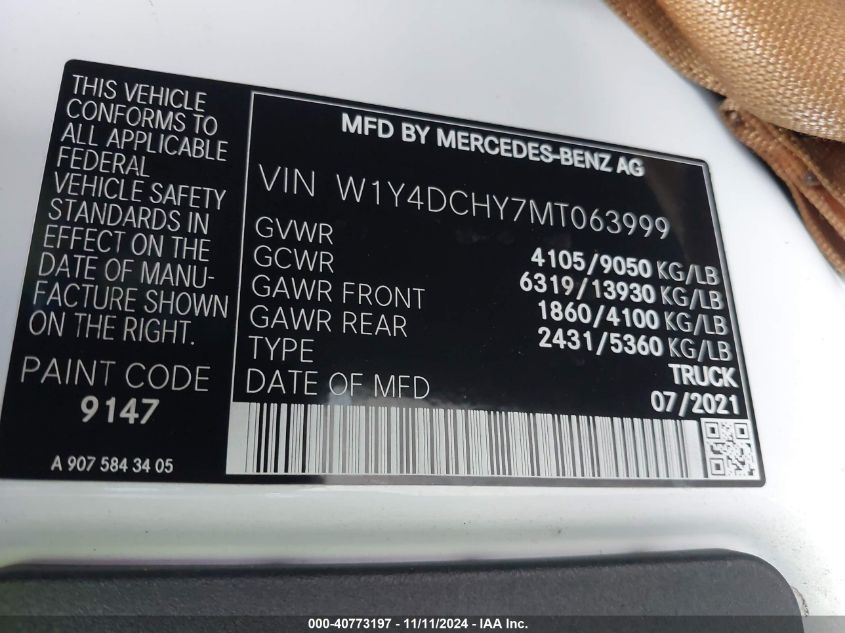 THIS VEHICLE
CONFORMS TO
ALL APPLICABLE
FEDERAL
VEHICLE SAFETY
STANDARDS IN
EFFECT ON THE
DATE OF MANU-
FACTURE SHOWN
ON THE RIGHT.
PAINT CODE
9147
A 907 584 34 05
MFD BY MERCEDES-BENZ AG
VIN W1Y4DCHY7MT063999
GVWR 4105/9050 KG/LB
GCWR 6319/13930 KG/LB
GAWR FRONT 1860/4100 KG/LB
GAWR REAR 2431/5360 KG/LB
TYPE TRUCK
DATE OF MFD 07/2021
000-40773197 - 11/11/2024 - IAA Inc.